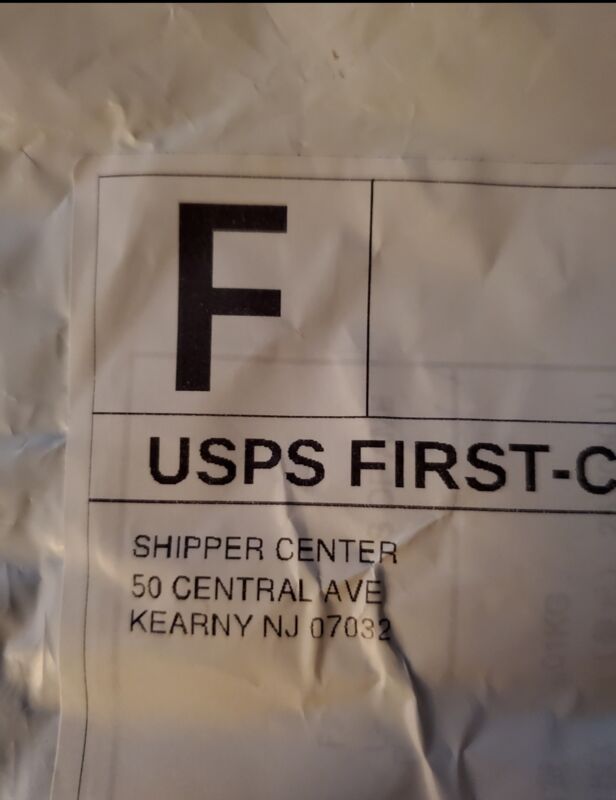 F
USPS FIRST-C
SHIPPER CENTER
50 CENTRAL AVE
KEARNY NJ 07032